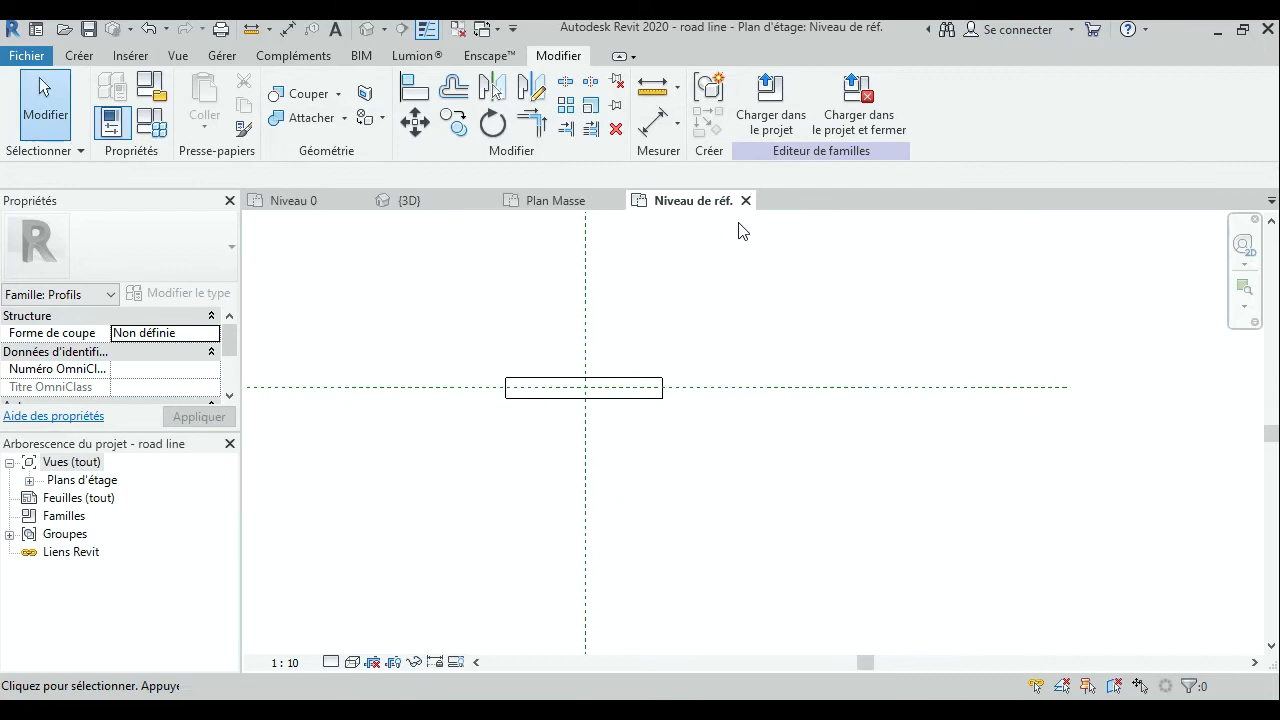 Autodesk Revit 2020 - road line - Plan d'étage: Niveau de réf.
Se connecter
Fichier Créer Insérer Vue Gérer Compléments BIM Lumion® Enscape™ Modifier
Modifier
Coller
Couper
Attacher
Charger dans
le projet
Charger dans
le projet et fermer
Sélectionner Propriétés Presse-papiers Géométrie Modifier Mesurer Créer Editeur de familles
Propriétés
Niveau 0 {3D} Plan Masse Niveau de réf.
R
2D
Famille: Profils
Modifier le type
Structure
Forme de coupe Non définie
Données d'identifi...
Numéro OmniCl...
Titre OmniClass
Aide des propriétés Appliquer
Arborescence du projet - road line
Vues (tout)
Plans d'étage
Feuilles (tout)
Familles
Groupes
Liens Revit
1 : 10
Cliquez pour sélectionner. Appuye
:0